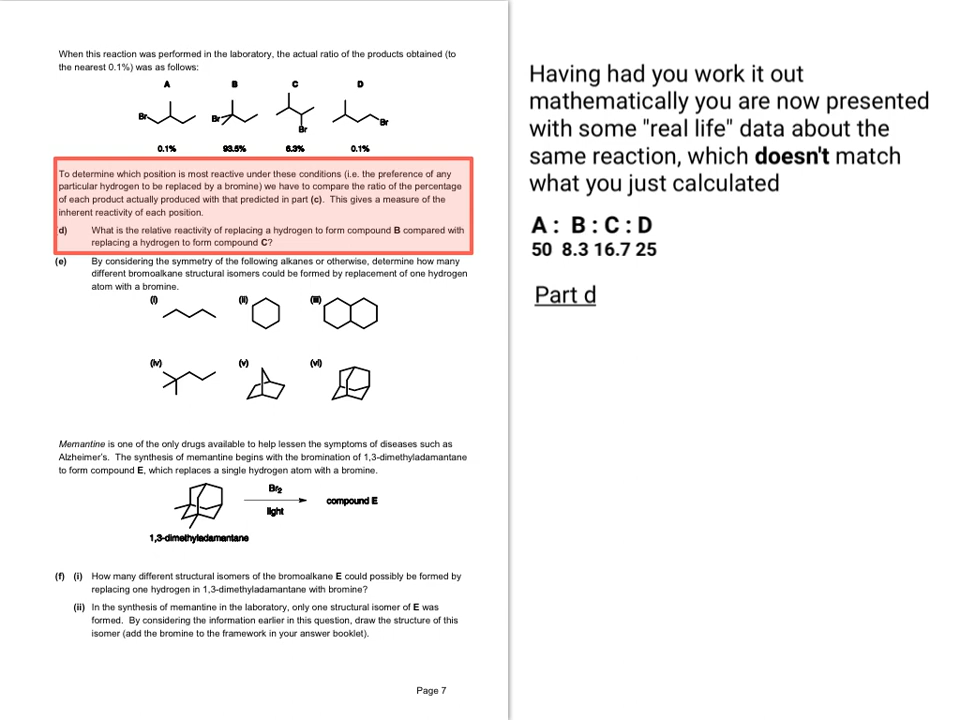 When this reaction was performed in the laboratory, the actual ratio of the products obtained (to
the nearest 0.1%) was as follows:
A B C D
Br Br Br Br
0.1% 93.5% 6.3% 0.1%
To determine which position is most reactive under these conditions (i.e. the preference of any
particular hydrogen to be replaced by a bromine) we have to compare the ratio of the percentage
of each product actually produced with that predicted in part (c). This gives a measure of the
inherent reactivity of each position.
d) What is the relative reactivity of replacing a hydrogen to form compound B compared with
replacing a hydrogen to form compound C?
(e) By considering the symmetry of the following alkanes or otherwise, determine how many
different bromoalkane structural isomers could be formed by replacement of one hydrogen
atom with a bromine.
(i) (ii) (iii)
(iv) (v) (vi)
Memantine is one of the only drugs available to help lessen the symptoms of diseases such as
Alzheimer's. The synthesis of memantine begins with the bromination of 1,3-dimethyladamantane
to form compound E, which replaces a single hydrogen atom with a bromine.
Br2
compound E
light
1,3-dimethyladamantane
(f) (i) How many different structural isomers of the bromoalkane E could possibly be formed by
replacing one hydrogen in 1,3-dimethyladamantane with bromine?
(ii) In the synthesis of memantine in the laboratory, only one structural isomer of E was
formed. By considering the information earlier in this question, draw the structure of this
isomer (add the bromine to the framework in your answer booklet).
Page 7
Having had you work it out
mathematically you are now presented
with some "real life" data about the
same reaction, which doesn't match
what you just calculated
A : B : C : D
50 8.3 16.7 25
Part d